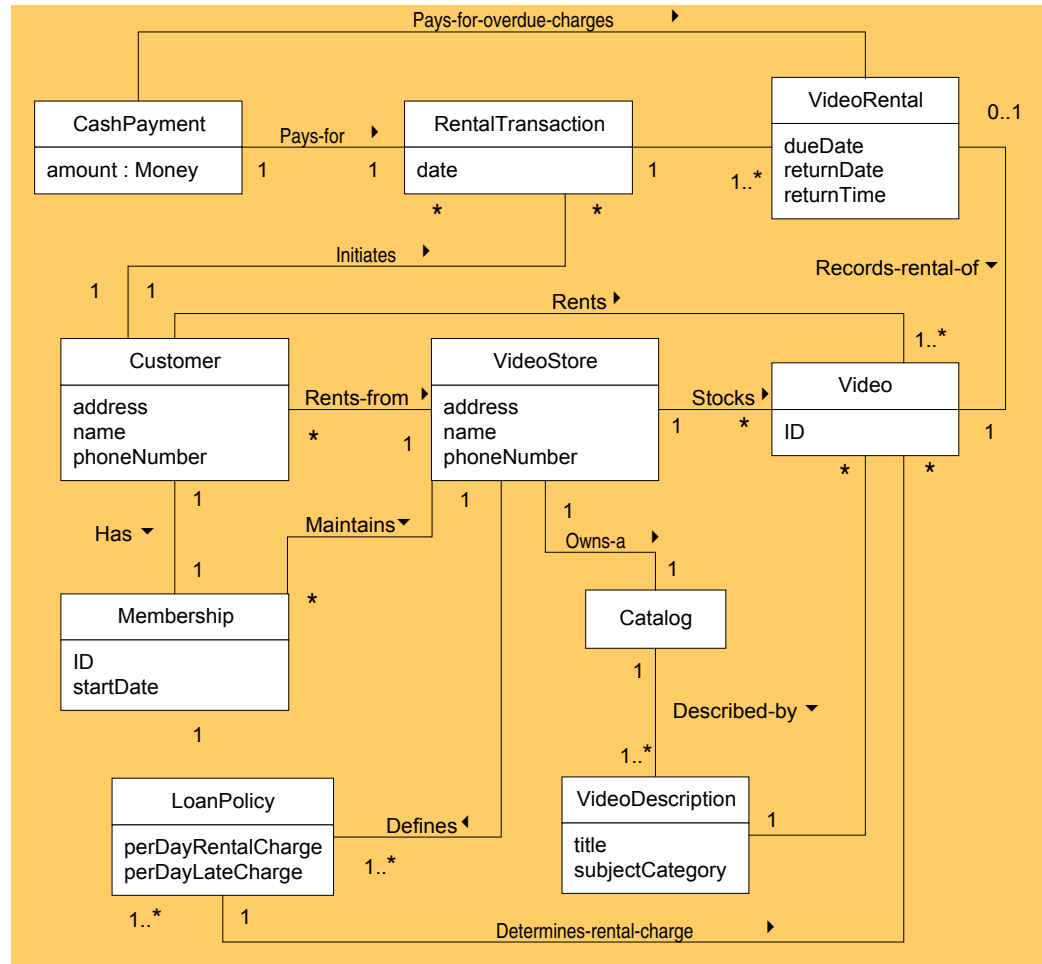 Pays-for-overdue-charges
CashPayment
amount : Money
Pays-for
1
1
RentalTransaction
date
1
1..*
VideoRental
dueDate
returnDate
returnTime
0..1
*
*
Initiates
1
1
Records-rental-of
Rents
1..*
Customer
address
name
phoneNumber
Rents-from
*
1
VideoStore
address
name
phoneNumber
Stocks
1
*
Video
ID
1
*
*
1
Has
1
Maintains
*
1
1
Owns-a
1
Membership
ID
startDate
1
Catalog
1
Described-by
1..*
LoanPolicy
perDayRentalCharge
perDayLateCharge
Defines
1..*
VideoDescription
title
subjectCategory
1
1..*
1
Determines-rental-charge